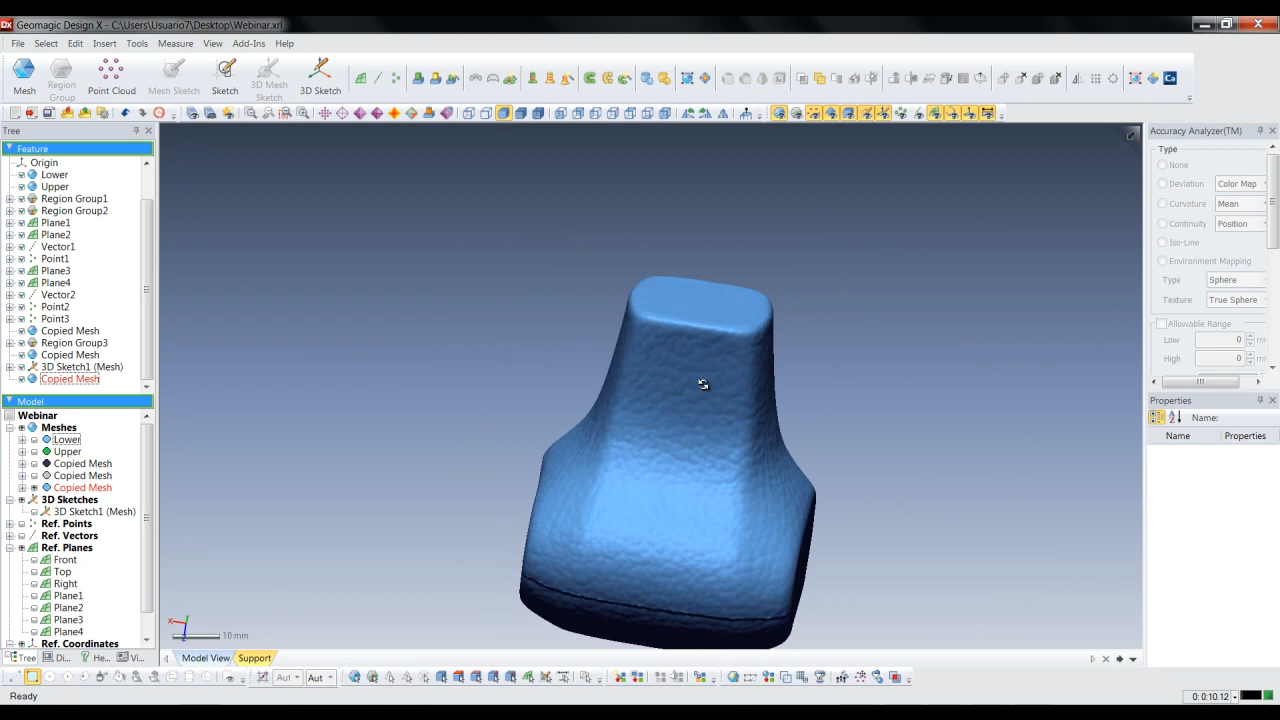 Dx Geomagic Design X - C:\Users\Usuario7\Desktop\Webinar.xrl
File Select Edit Insert Tools Measure View Add-Ins Help
Mesh Region Group Point Cloud Mesh Sketch Sketch 3D Mesh Sketch 3D Sketch
Ca
Tree
Feature
Origin
Lower
Upper
Region Group1
Region Group2
Plane1
Plane2
Vector1
Point1
Plane3
Plane4
Vector2
Point2
Point3
Copied Mesh
Region Group3
Copied Mesh
3D Sketch1 (Mesh)
Copied Mesh
Model
Webinar
Meshes
Lower
Upper
Copied Mesh
Copied Mesh
Copied Mesh
3D Sketches
3D Sketch1 (Mesh)
Ref. Points
Ref. Vectors
Ref. Planes
Front
Top
Right
Plane1
Plane2
Plane3
Plane4
Ref. Coordinates
Tree Di... He... Vi...
X Y Z
10 mm
Model View Support
Accuracy Analyzer(TM)
Type
None
Deviation Color Map
Curvature Mean
Continuity Position
Iso-Line
Environment Mapping
Type Sphere
Texture True Sphere
Allowable Range
Low 0
High 0
Properties
Name:
Name Properties
Aut Aut
Ready
0: 0:10.12